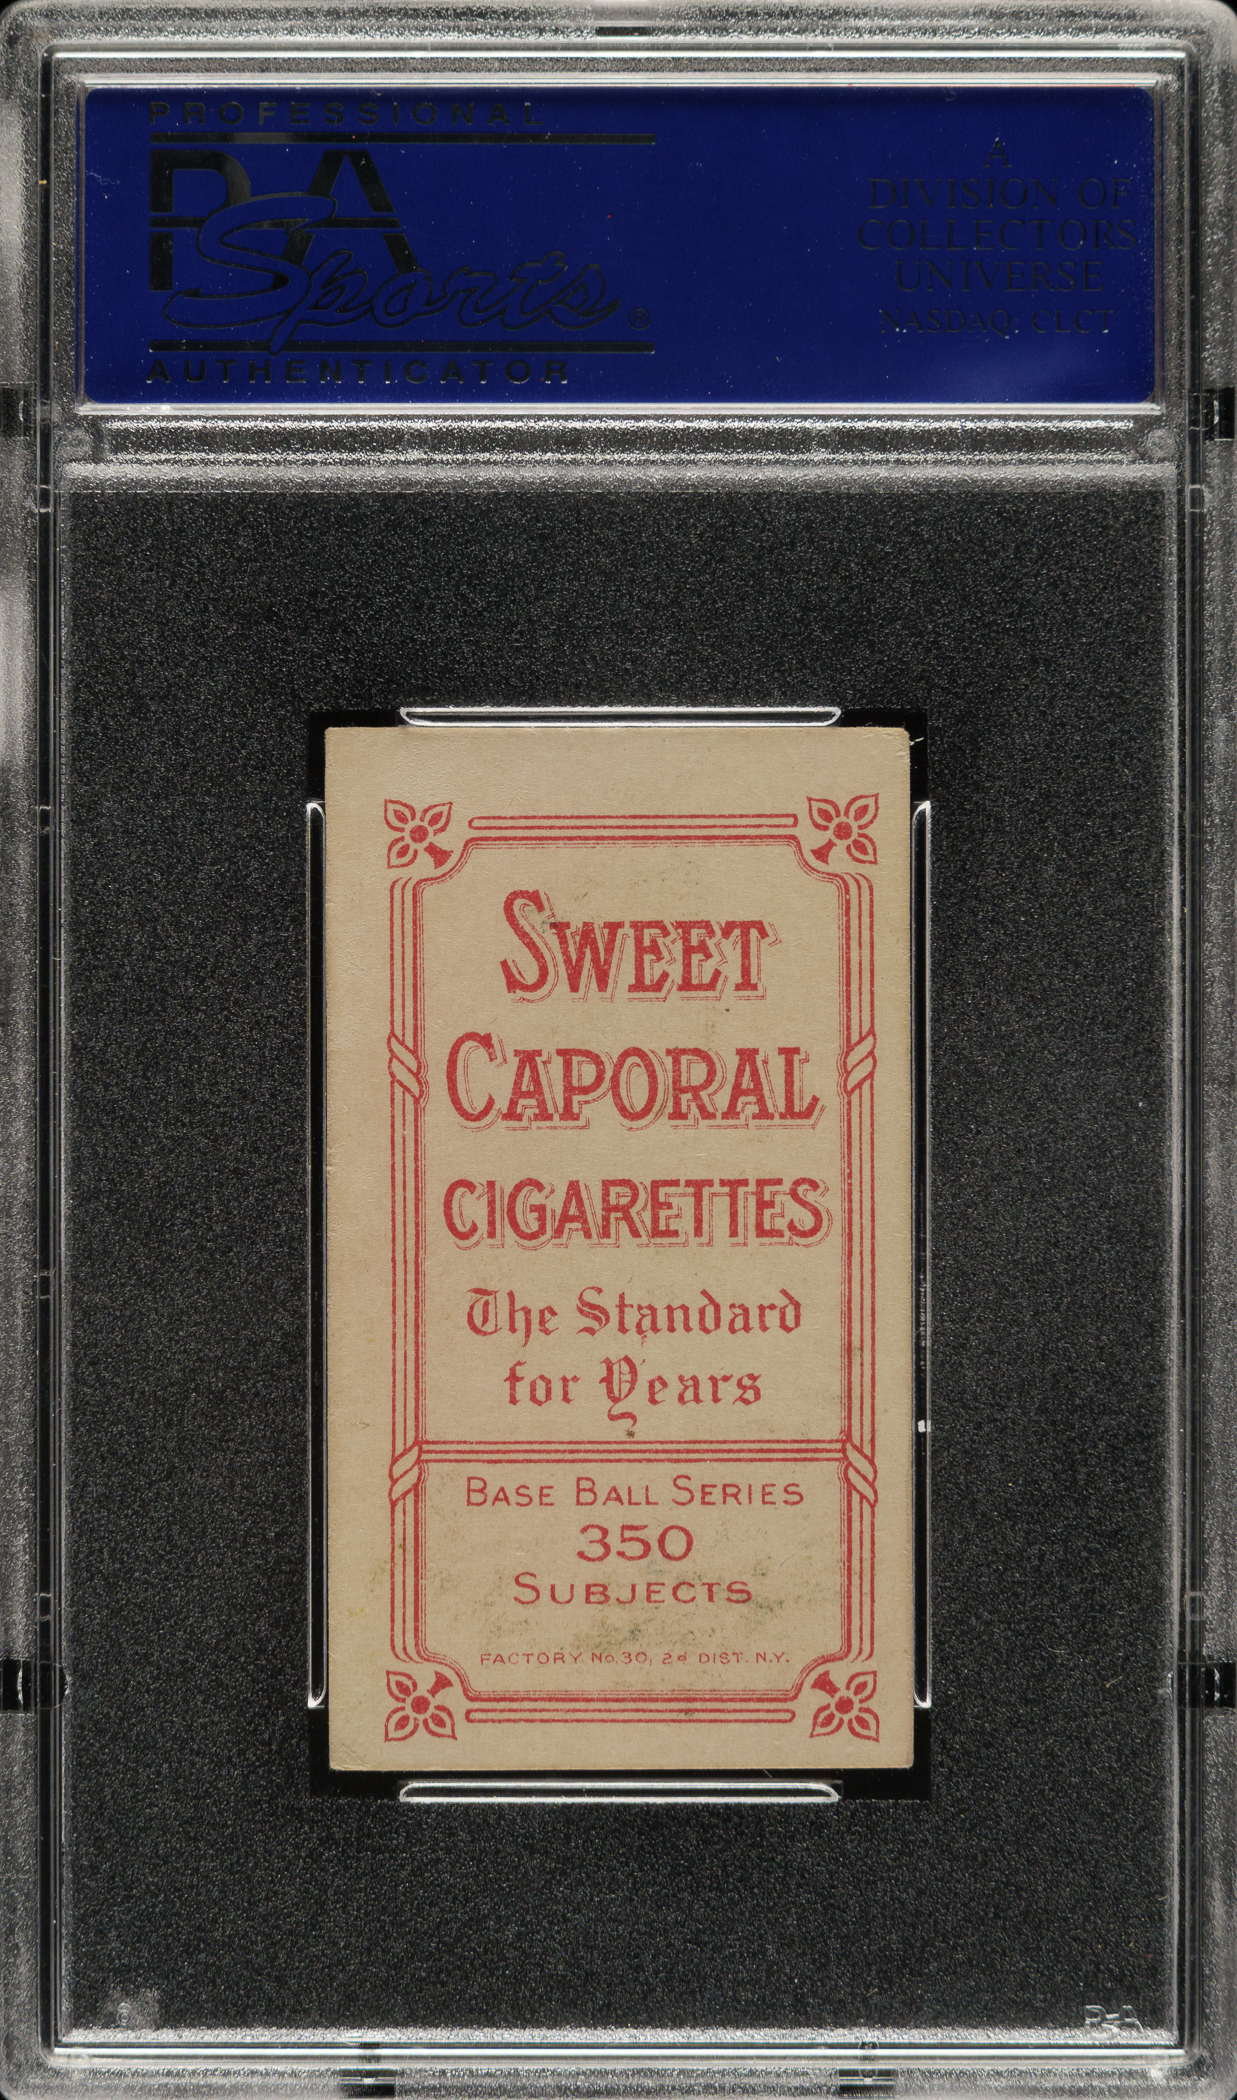 PROFESSIONAL
PSA
Sports®
AUTHENTICATOR
A
DIVISION OF
COLLECTORS
UNIVERSE
NASDAQ: CLCT
SWEET
CAPORAL
CIGARETTES
The Standard
for Years
BASE BALL SERIES
350
SUBJECTS
FACTORY No. 30, 2d DIST. N.Y.
PSA